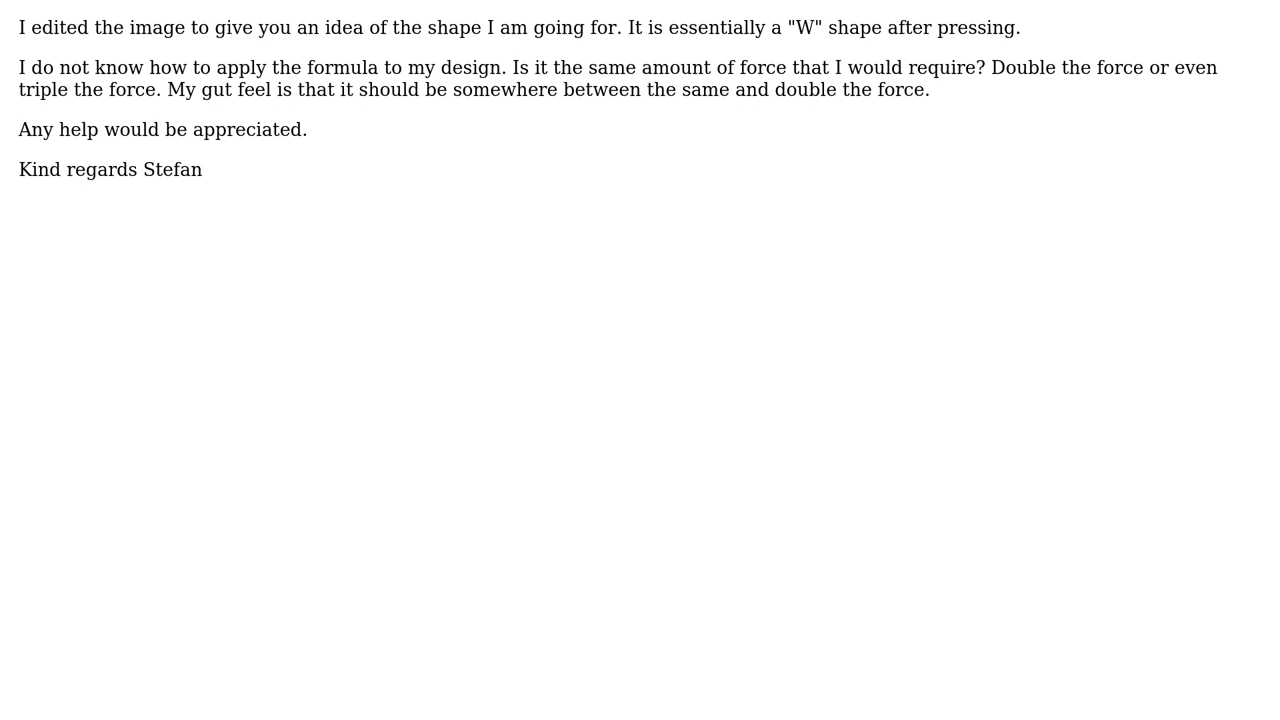 I edited the image to give you an idea of the shape I am going for. It is essentially a "W" shape after pressing.
I do not know how to apply the formula to my design. Is it the same amount of force that I would require? Double the force or even
triple the force. My gut feel is that it should be somewhere between the same and double the force.
Any help would be appreciated.
Kind regards Stefan